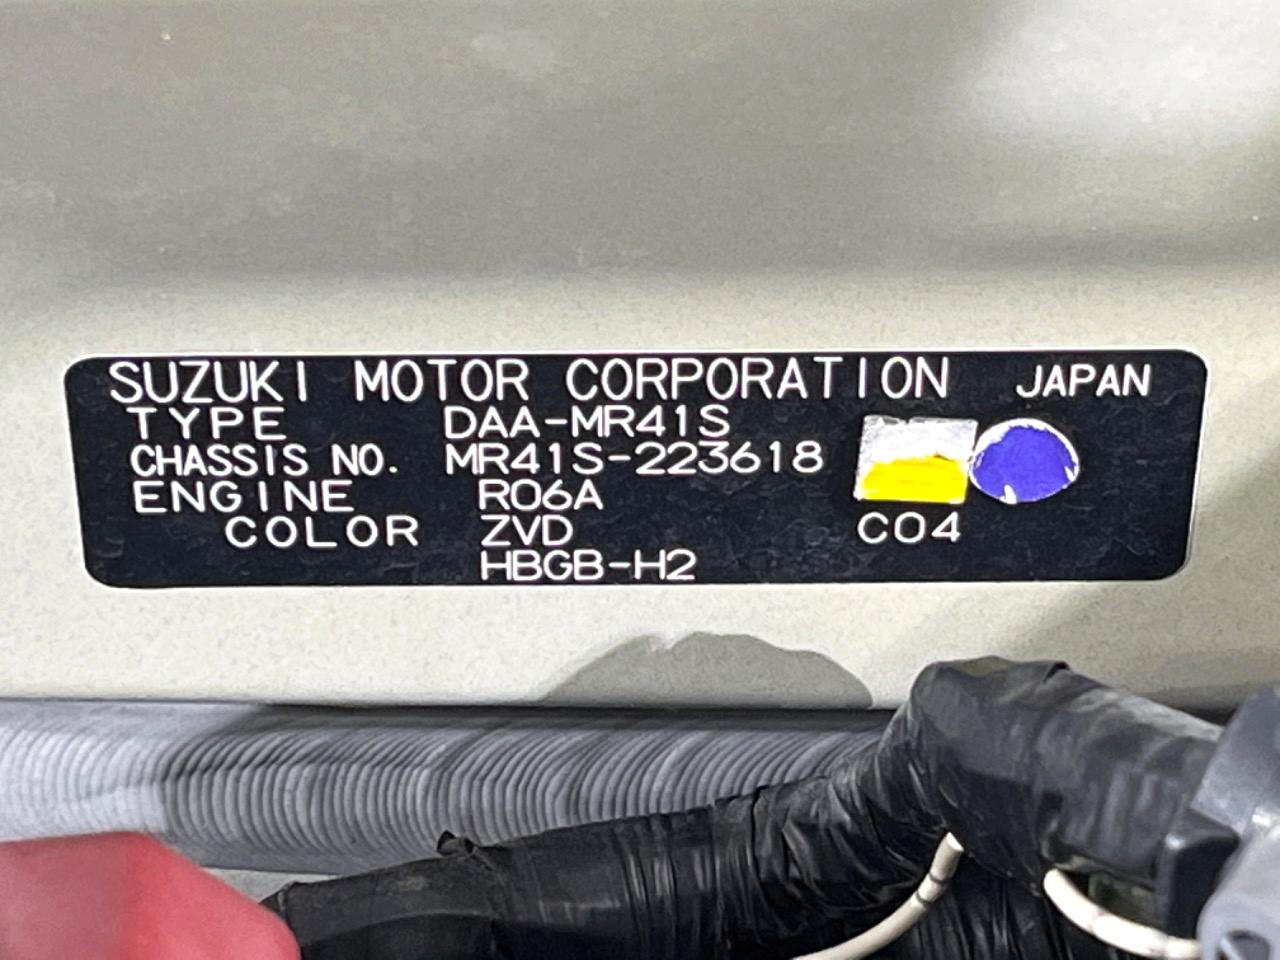 SUZUKI MOTOR CORPORATION JAPAN
TYPE DAA-MR41S
CHASSIS NO. MR41S-223618
ENGINE R06A
COLOR ZVD C04
HBGB-H2